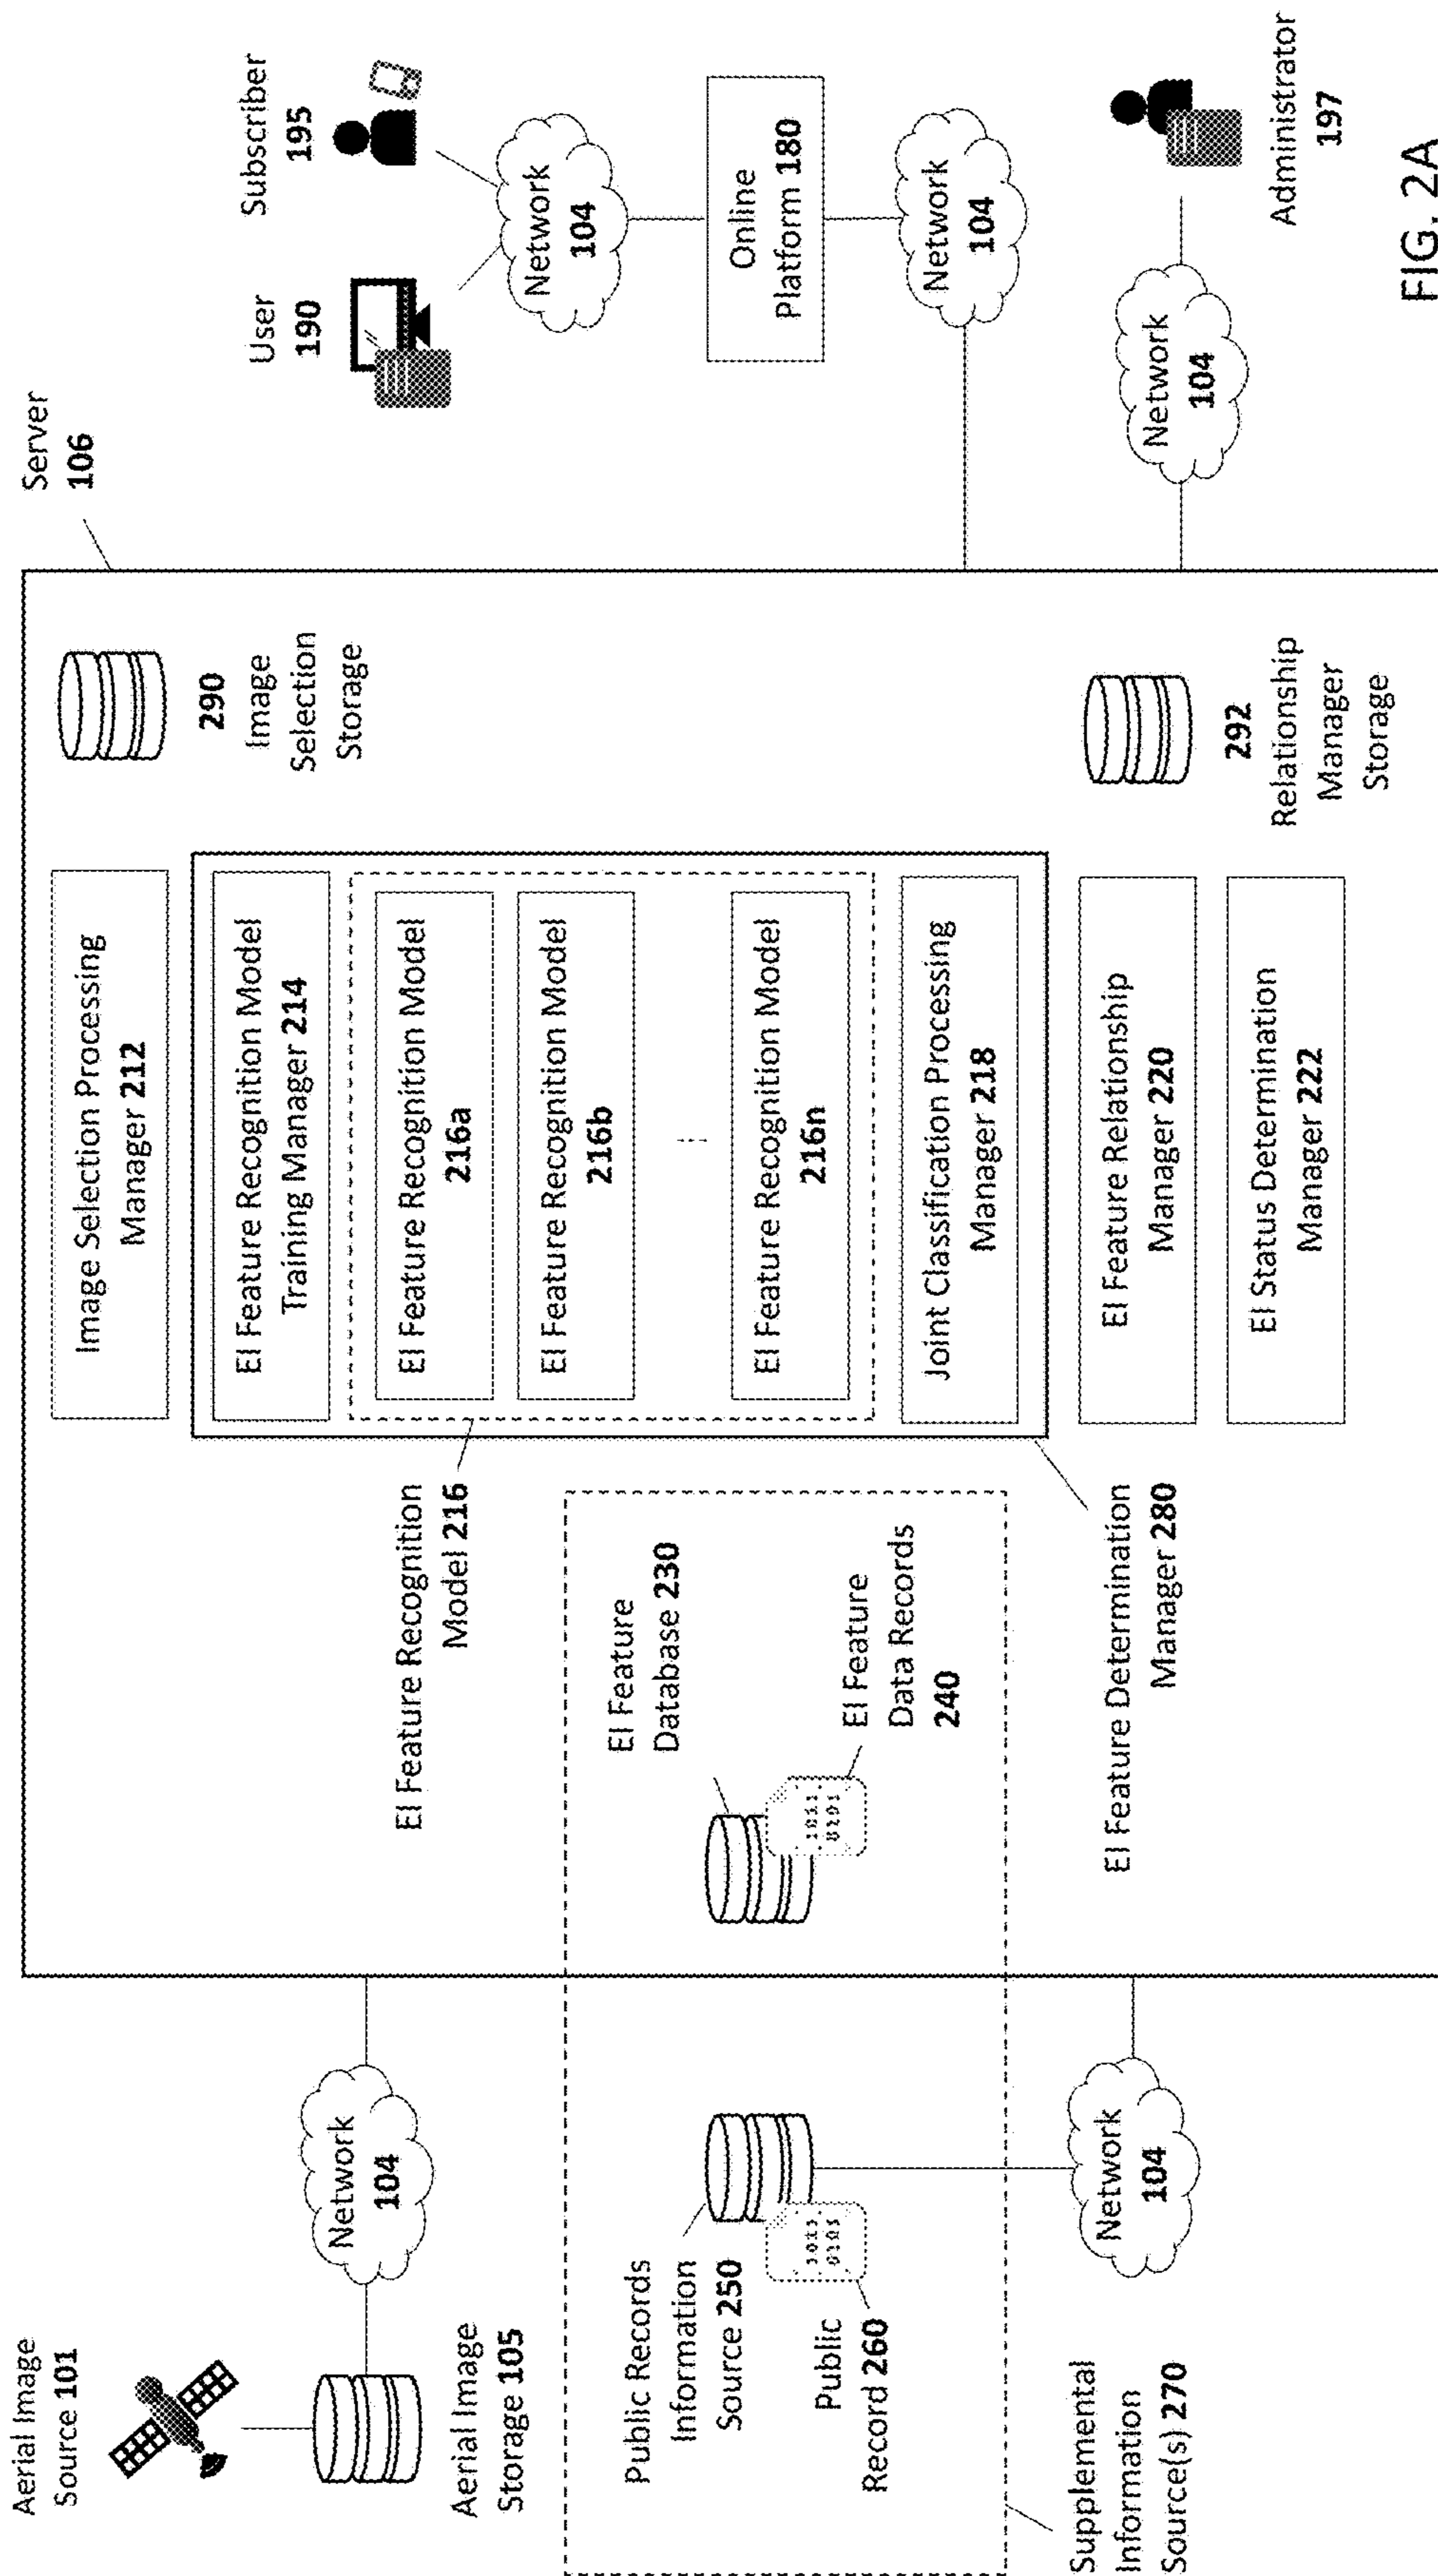 Aerial Image
Source 101
Aerial Image
Storage 105
Network
104
Public Records
Information
Source 250
Public
Record 260
Network
104
Supplemental
Information
Source(s) 270
Server
106
EI Feature Recognition
Model 216
EI Feature
Database 230
EI Feature
Data Records
240
EI Feature Determination
Manager 280
Image Selection Processing
Manager 212
EI Feature Recognition Model
Training Manager 214
EI Feature Recognition Model
216a
EI Feature Recognition Model
216b
EI Feature Recognition Model
216n
Joint Classification Processing
Manager 218
EI Feature Relationship
Manager 220
EI Status Determination
Manager 222
290
Image
Selection
Storage
292
Relationship
Manager
Storage
User
190
Subscriber
195
Network
104
Online
Platform 180
Network
104
Network
104
Administrator
197
FIG. 2A